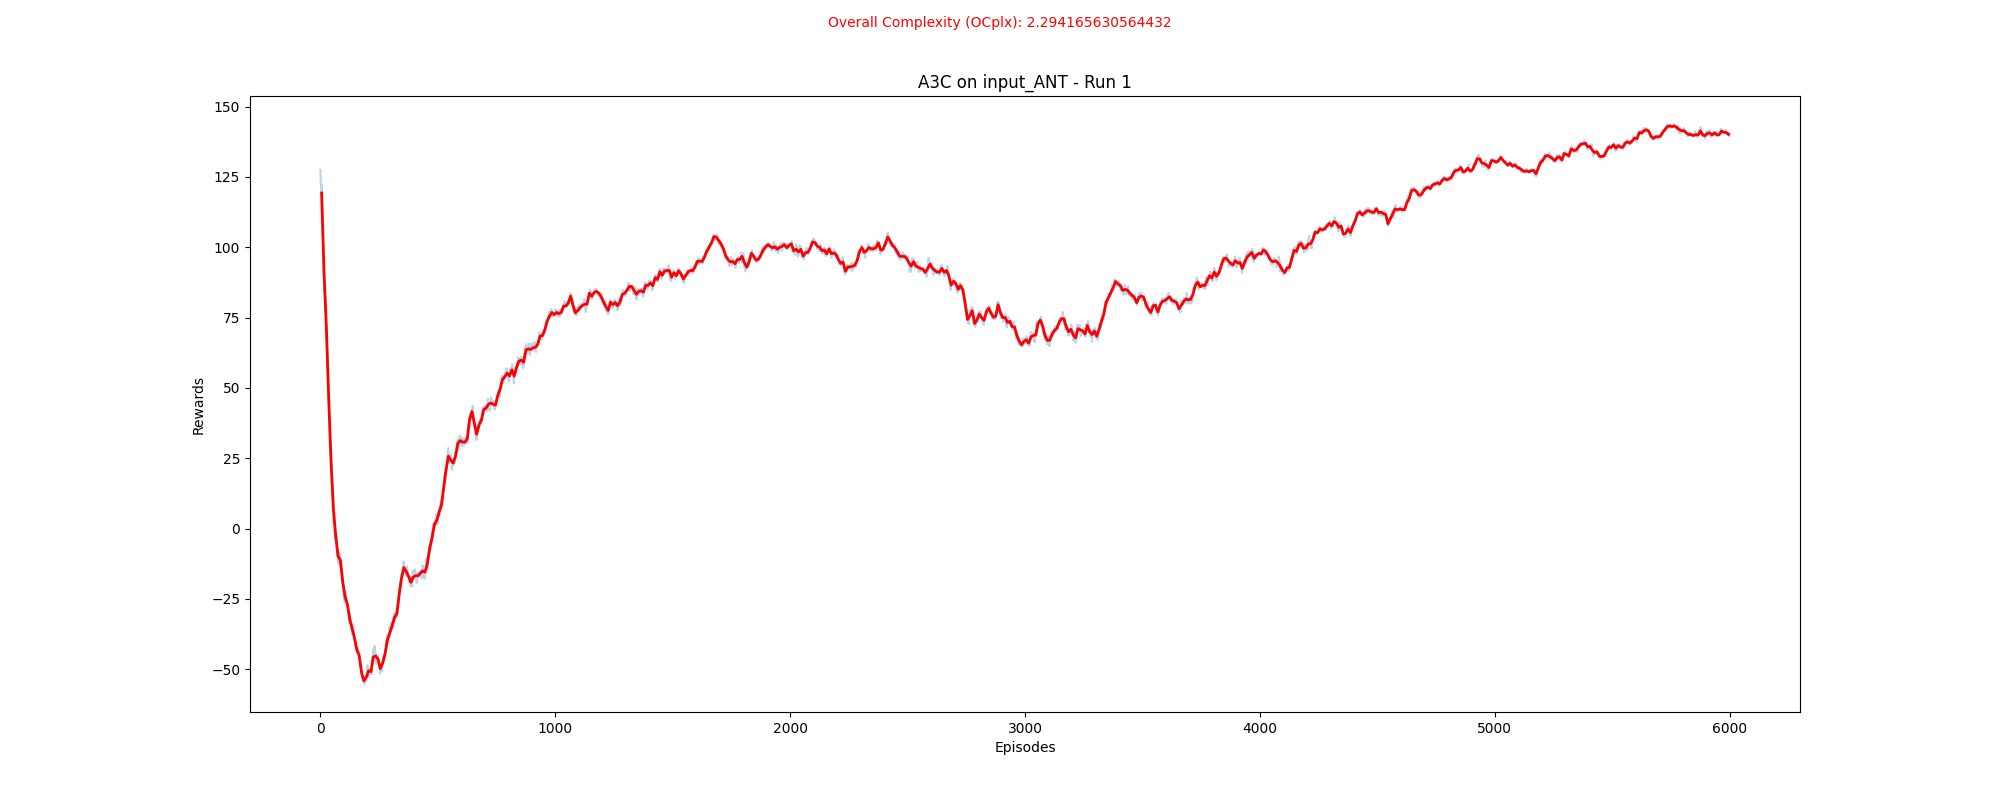 Overall Complexity (OCplx): 2.294165630564432
A3C on input_ANT - Run 1
150
125
100
75
50
25
0
−25
−50
Rewards
0 1000 2000 3000 4000 5000 6000
Episodes